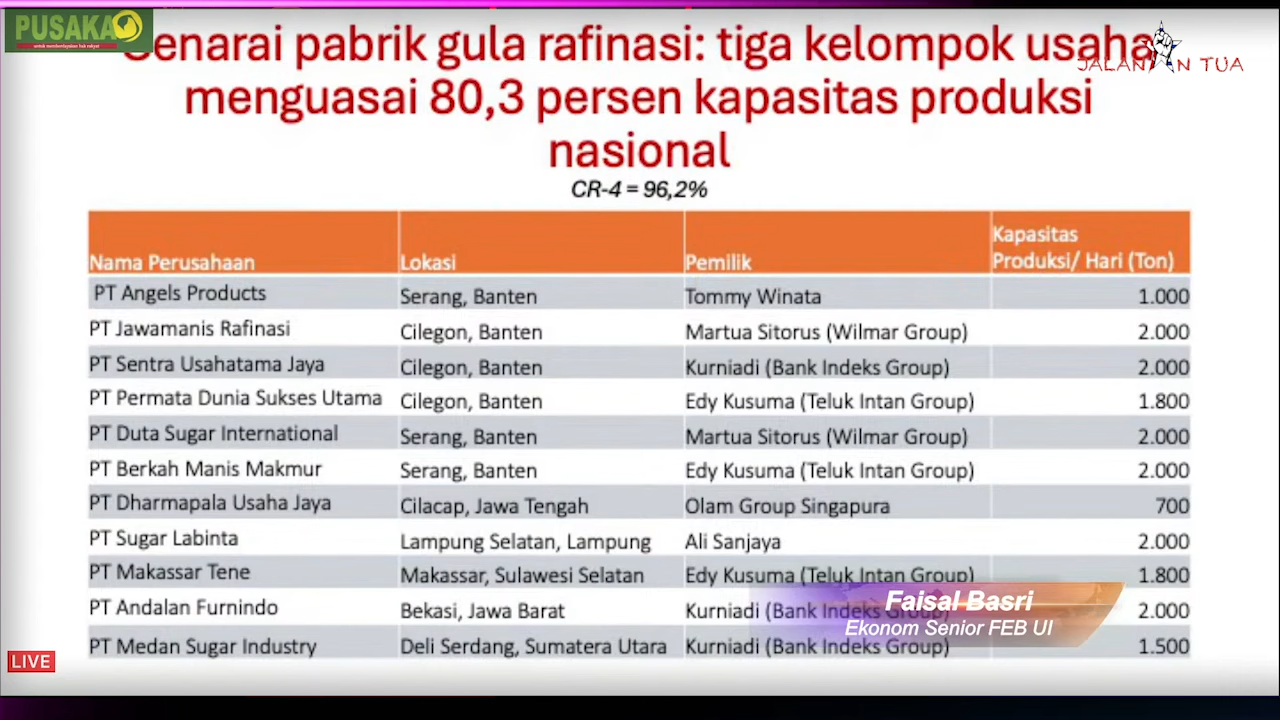 PUSAKA
untuk memberdayakan hak rakyat
JALAN TUA
Senarai pabrik gula rafinasi: tiga kelompok usaha
menguasai 80,3 persen kapasitas produksi
nasional
CR-4 = 96,2%
Nama Perusahaan Lokasi Pemilik Kapasitas Produksi/ Hari (Ton)
PT Angels Products Serang, Banten Tommy Winata 1.000
PT Jawamanis Rafinasi Cilegon, Banten Martua Sitorus (Wilmar Group) 2.000
PT Sentra Usahatama Jaya Cilegon, Banten Kurniadi (Bank Indeks Group) 2.000
PT Permata Dunia Sukses Utama Cilegon, Banten Edy Kusuma (Teluk Intan Group) 1.800
PT Duta Sugar International Serang, Banten Martua Sitorus (Wilmar Group) 2.000
PT Berkah Manis Makmur Serang, Banten Edy Kusuma (Teluk Intan Group) 2.000
PT Dharmapala Usaha Jaya Cilacap, Jawa Tengah Olam Group Singapura 700
PT Sugar Labinta Lampung Selatan, Lampung Ali Sanjaya 2.000
PT Makassar Tene Makassar, Sulawesi Selatan Edy Kusuma (Teluk Intan Group) 1.800
PT Andalan Furnindo Bekasi, Jawa Barat Kurniadi (Bank Indeks Group) 2.000
PT Medan Sugar Industry Deli Serdang, Sumatera Utara Kurniadi (Bank Indeks Group) 1.500
Faisal Basri
Ekonom Senior FEB UI
LIVE